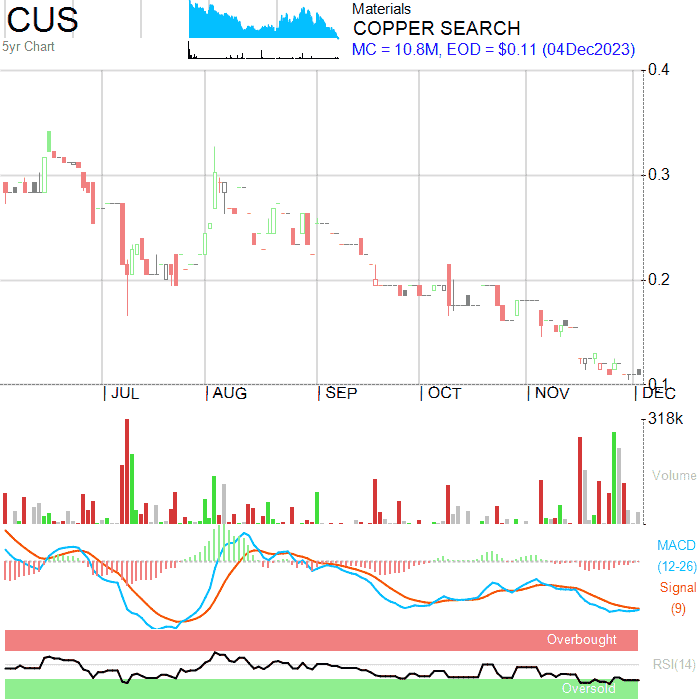 CUS
5yr Chart
Materials
COPPER SEARCH
MC = 10.8M, EOD = $0.11 (04Dec2023)
0.4
0.3
0.2
0.1
JUL AUG SEP OCT NOV DEC
318k
Volume
MACD
(12-26)
Signal
(9)
Overbought
RSI(14)
Oversold